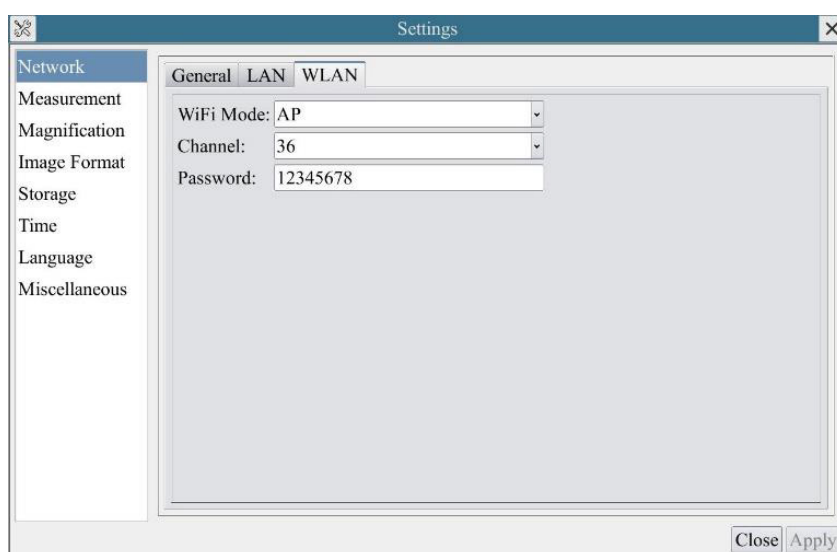 Settings
Network
Measurement
Magnification
Image Format
Storage
Time
Language
Miscellaneous
General LAN WLAN
WiFi Mode: AP
Channel: 36
Password: 12345678
Close Apply